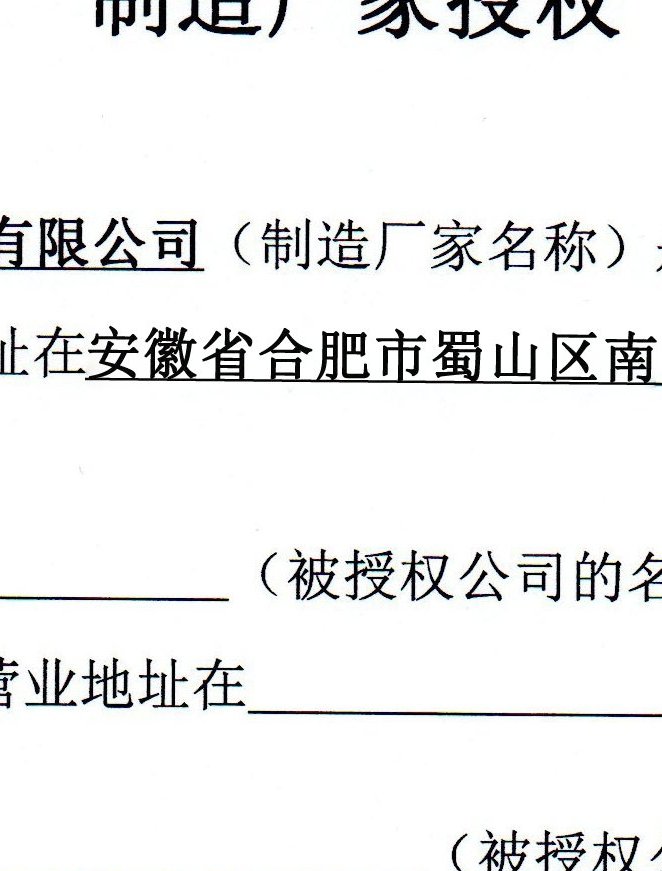 制造厂家授权
有限公司（制造厂家名称）
址在安徽省合肥市蜀山区南
（被授权公司的名
营业地址在
（被授权公